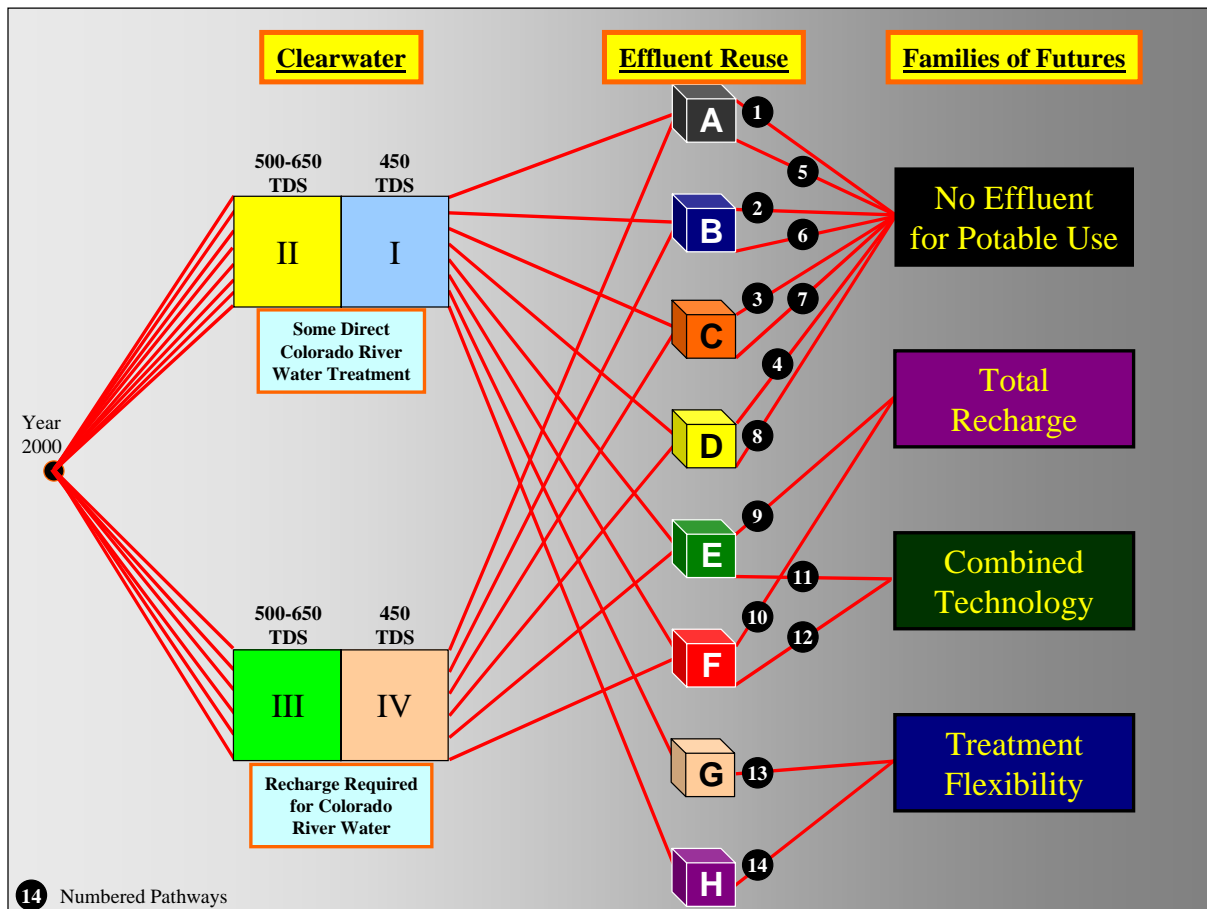 Clearwater
Effluent Reuse
Families of Futures
500-650
TDS
450
TDS
II
I
Some Direct
Colorado River
Water Treatment
Year
2000
500-650
TDS
450
TDS
III
IV
Recharge Required
for Colorado
River Water
A
B
C
D
E
F
G
H
1
5
2
6
3
7
4
8
9
11
10
12
13
14
No Effluent
for Potable Use
Total
Recharge
Combined
Technology
Treatment
Flexibility
14 Numbered Pathways